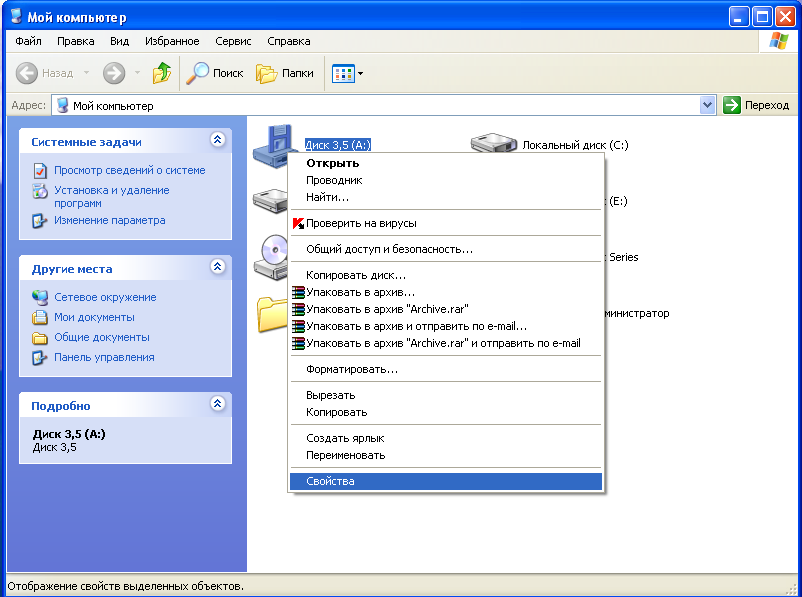 Мой компьютер
Файл Правка Вид Избранное Сервис Справка
Назад Поиск Папки
Адрес: Мой компьютер Переход
Системные задачи
Просмотр сведений о системе
Установка и удаление
программ
Изменение параметра
Другие места
Сетевое окружение
Мои документы
Общие документы
Панель управления
Подробно
Диск 3,5 (A:)
Диск 3,5
Диск 3,5 (A:)
Локальный диск (C:)
(E:)
Series
министратор
Открыть
Проводник
Найти...
Проверить на вирусы
Общий доступ и безопасность...
Копировать диск...
Упаковать в архив...
Упаковать в архив "Archive.rar"
Упаковать в архив и отправить по e-mail...
Упаковать в архив "Archive.rar" и отправить по e-mail
Форматировать...
Вырезать
Копировать
Создать ярлык
Переименовать
Свойства
Отображение свойств выделенных объектов.